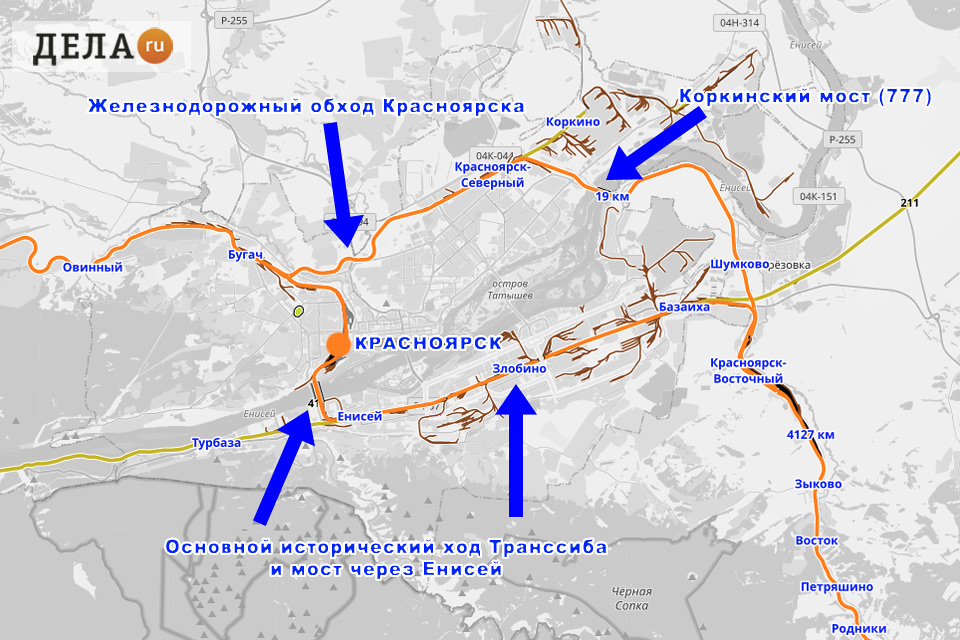 Р-255
04Н-314
ДЕЛА ru
Енисей
Железнодорожный обход Красноярска
Коркинский мост (777)
Коркино
Р-255
04К-044
Красноярск-
Северный
Енисей
19 км
04К-151
211
Бугач
Овинный
Шумково
остров
Татышев
Базаиха
КРАСНОЯРСК
Злобино
Красноярск-
Восточный
41
Енисей
Енисей
Турбаза
4127 км
Зыково
Основной исторический ход Транссиба
и мост через Енисей
Восток
Чёрная
Сопка
Петряшино
Родники